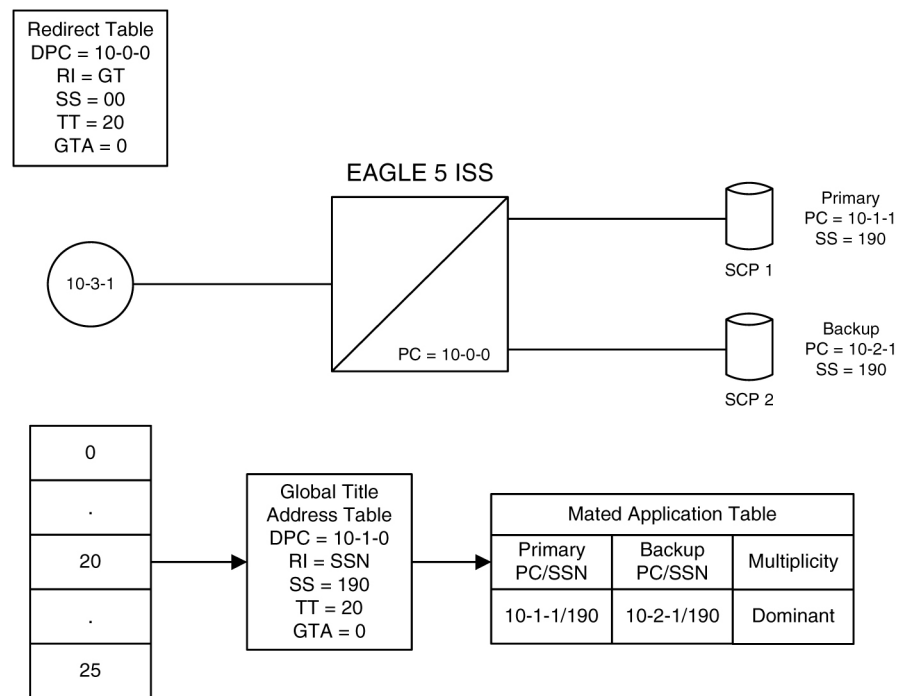 Redirect Table
DPC = 10-0-0
RI = GT
SS = 00
TT = 20
GTA = 0
EAGLE 5 ISS
10-3-1
PC = 10-0-0
SCP 1
Primary
PC = 10-1-1
SS = 190
SCP 2
Backup
PC = 10-2-1
SS = 190
0
.
20
.
25
Global Title
Address Table
DPC = 10-1-0
RI = SSN
SS = 190
TT = 20
GTA = 0
Mated Application Table
Primary
PC/SSN
Backup
PC/SSN
Multiplicity
10-1-1/190
10-2-1/190
Dominant